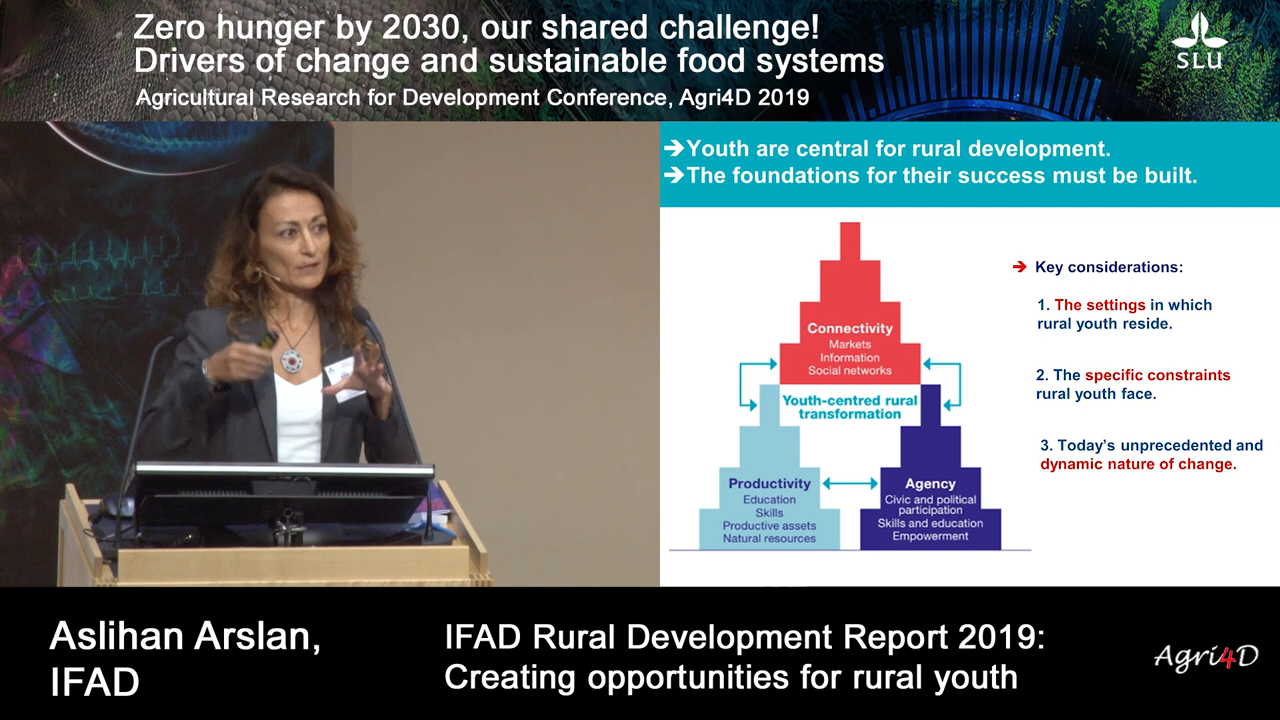 Zero hunger by 2030, our shared challenge!
Drivers of change and sustainable food systems
Agricultural Research for Development Conference, Agri4D 2019
SLU
➔Youth are central for rural development.
➔The foundations for their success must be built.
Connectivity
Markets
Information
Social networks
Youth-centred rural
transformation
Productivity
Education
Skills
Productive assets
Natural resources
Agency
Civic and political
participation
Skills and education
Empowerment
➔ Key considerations:
1. The settings in which
rural youth reside.
2. The specific constraints
rural youth face.
3. Today's unprecedented and
dynamic nature of change.
Aslihan Arslan,
IFAD
IFAD Rural Development Report 2019:
Creating opportunities for rural youth
Agri4D